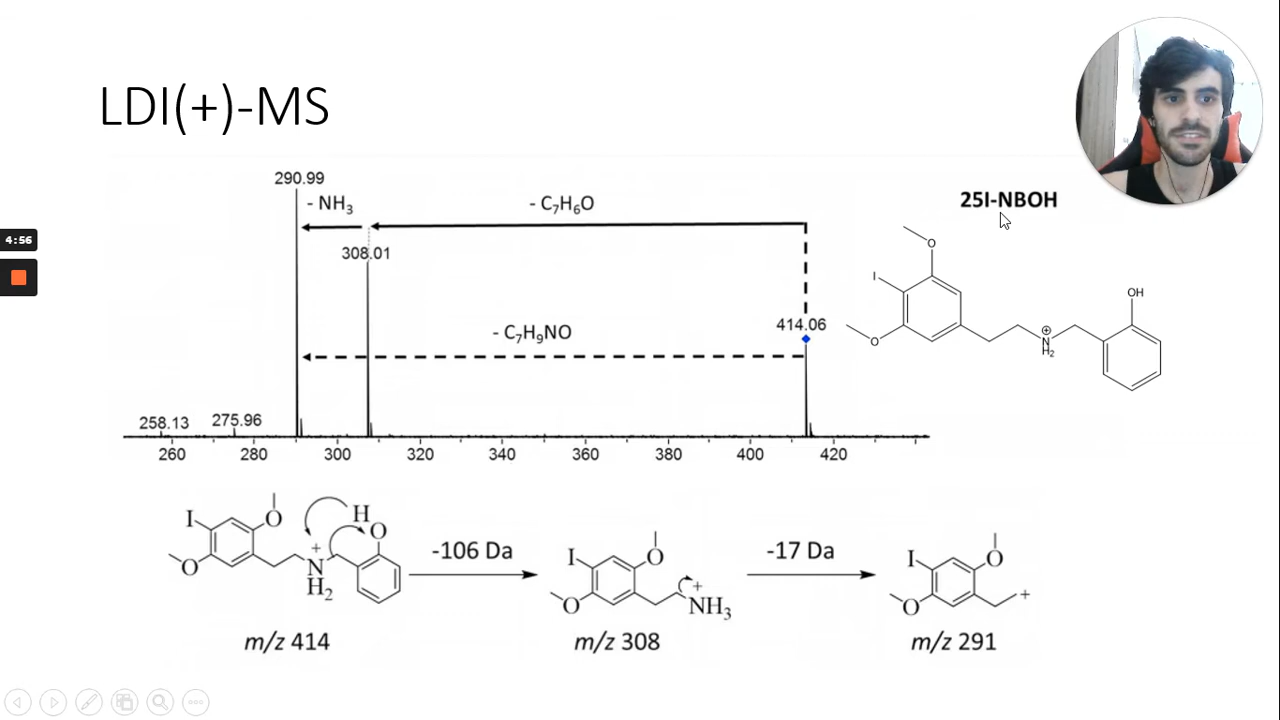 LDI(+)-MS
290.99
- NH₃
- C₇H₆O
25I-NBOH
4:56
308.01
O
I
OH
414.06
- C₇H₉NO
O
⊕
N
H₂
258.13
275.96
260 280 300 320 340 360 380 400 420
I O H O
O + N H₂
-106 Da
I O
O + NH₃
-17 Da
I O
O +
m/z 414
m/z 308
m/z 291